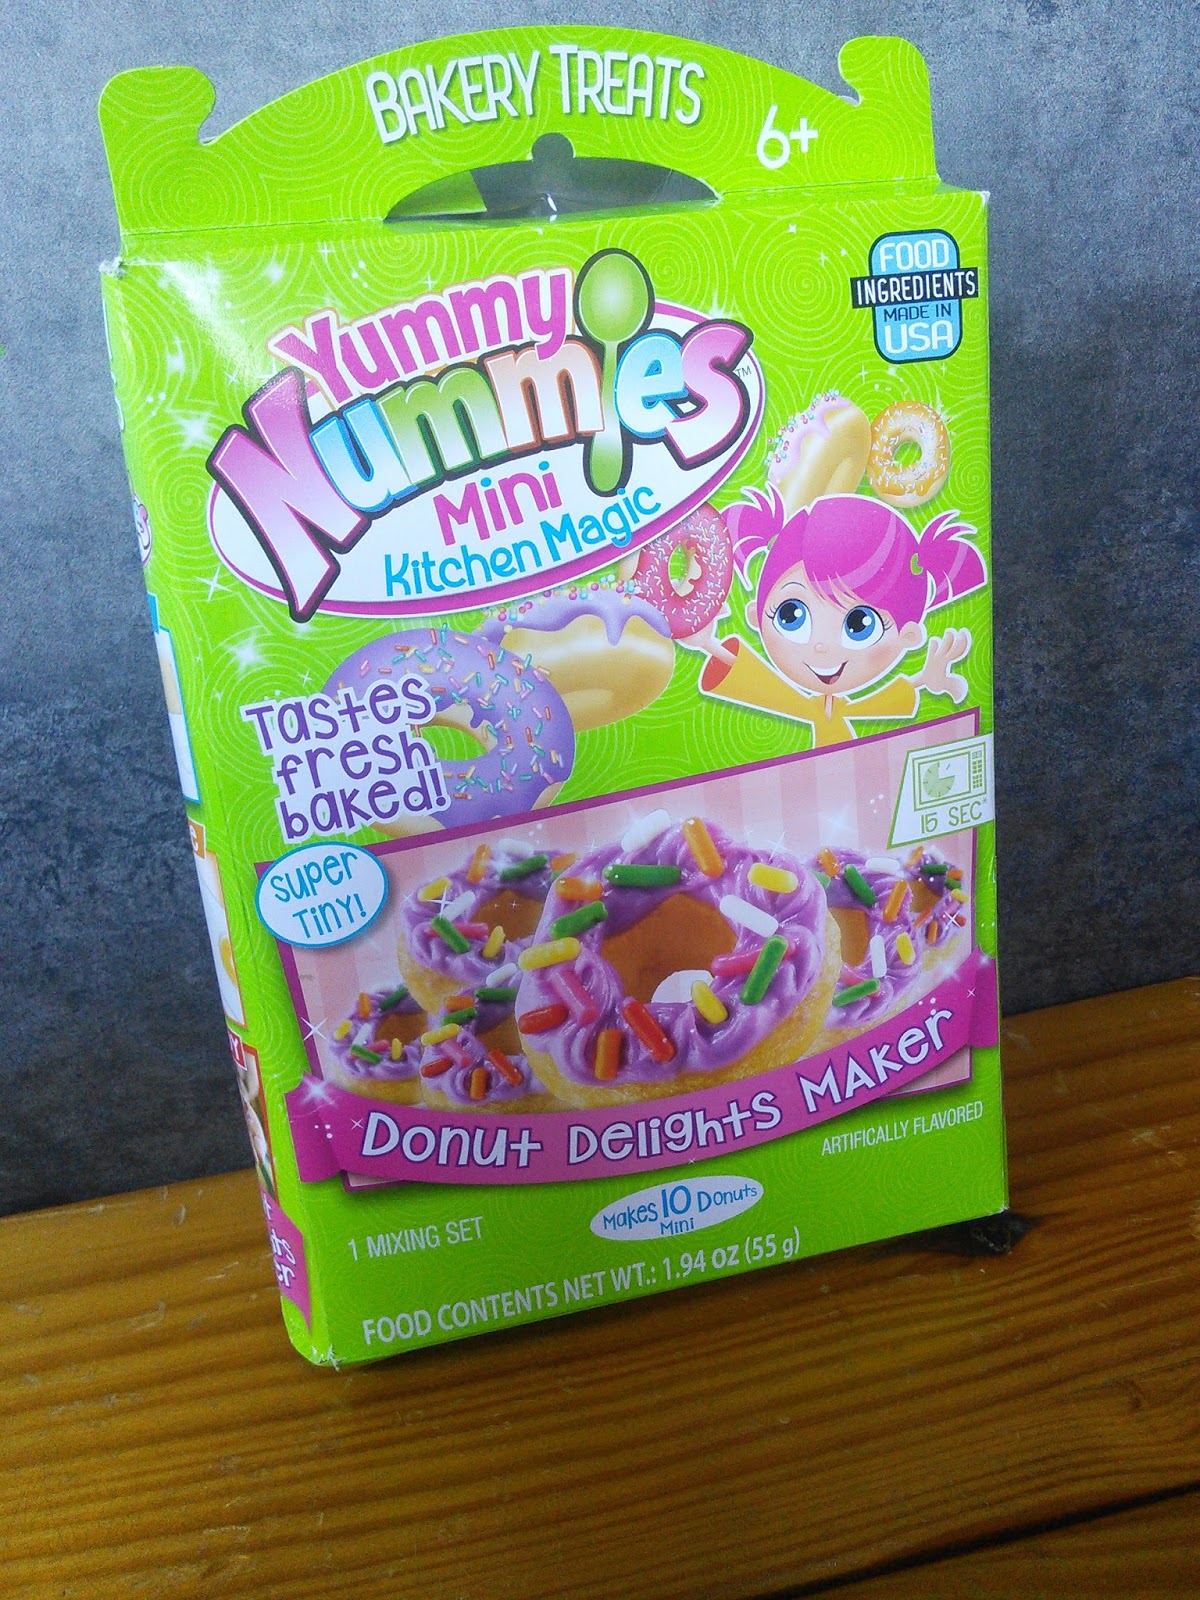 BAKERY TREATS
6+
FOOD
INGREDIENTS
MADE IN
USA
Yummy
Nummies™
Mini
Kitchen Magic
Tastes
fresh
baked!
15 SEC*
Super
Tiny!
Donut Delights Maker
ARTIFICALLY FLAVORED
Makes 10 Donuts
Mini
1 MIXING SET
FOOD CONTENTS NET WT.: 1.94 OZ (55 g)